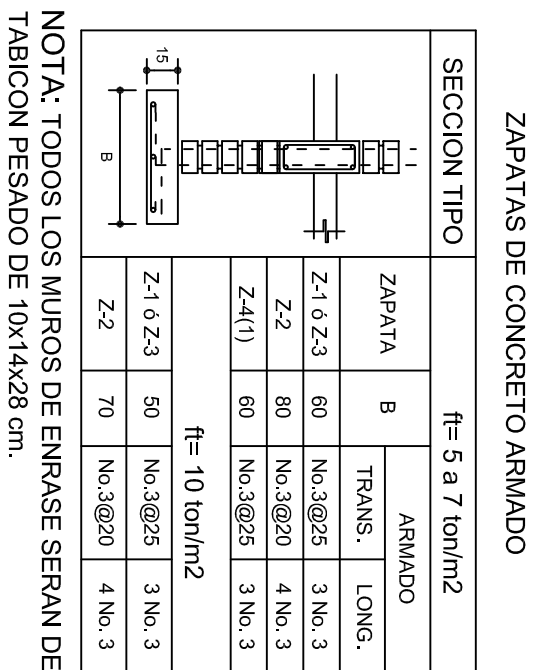 ZAPATAS DE CONCRETO ARMADO
SECCION TIPO
ft= 5 a 7 ton/m2
ZAPATA B ARMADO
TRANS. LONG.
Z-1 ó Z-3 60 No.3@25 3 No. 3
Z-2 80 No.3@20 4 No. 3
Z-4(1) 60 No.3@25 3 No. 3
ft= 10 ton/m2
Z-1 ó Z-3 50 No.3@25 3 No. 3
Z-2 70 No.3@20 4 No. 3
15
B
NOTA: TODOS LOS MUROS DE ENRASE SERAN DE
TABICON PESADO DE 10x14x28 cm.